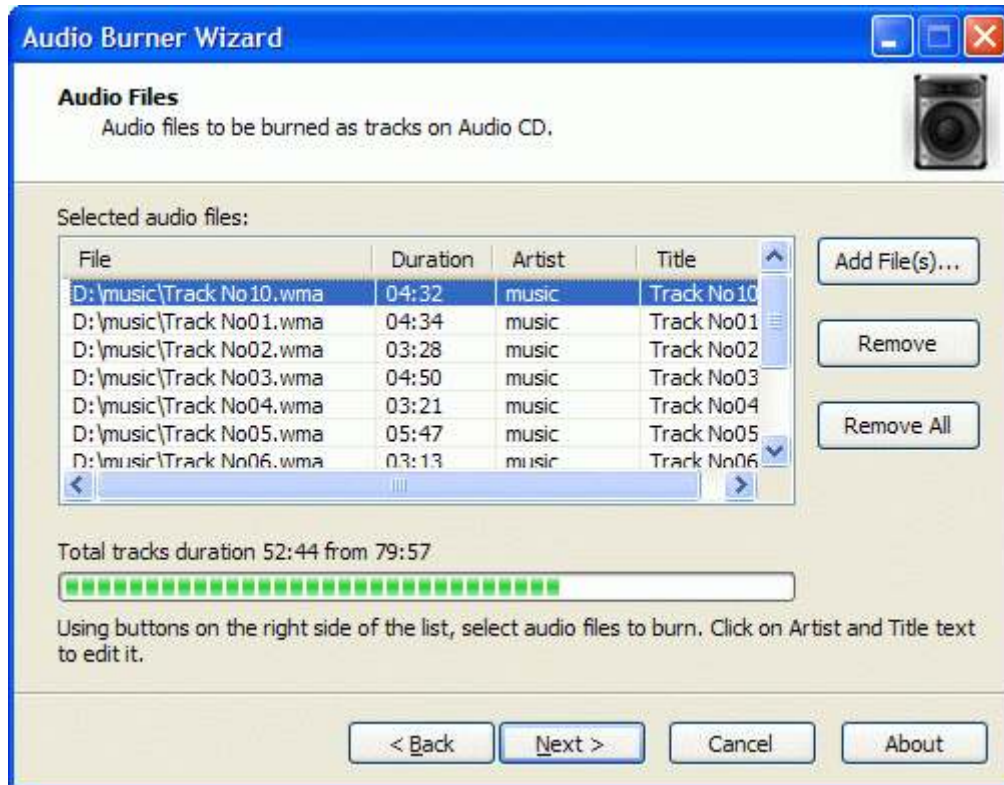 Audio Burner Wizard
Audio Files
Audio files to be burned as tracks on Audio CD.
Selected audio files:
File Duration Artist Title
D:\music\Track No10.wma 04:32 music Track No10
D:\music\Track No01.wma 04:34 music Track No01
D:\music\Track No02.wma 03:28 music Track No02
D:\music\Track No03.wma 04:50 music Track No03
D:\music\Track No04.wma 03:21 music Track No04
D:\music\Track No05.wma 05:47 music Track No05
D:\music\Track No06.wma 03:13 music Track No06
Add File(s)...
Remove
Remove All
Total tracks duration 52:44 from 79:57
Using buttons on the right side of the list, select audio files to burn. Click on Artist and Title text
to edit it.
< Back Next > Cancel About